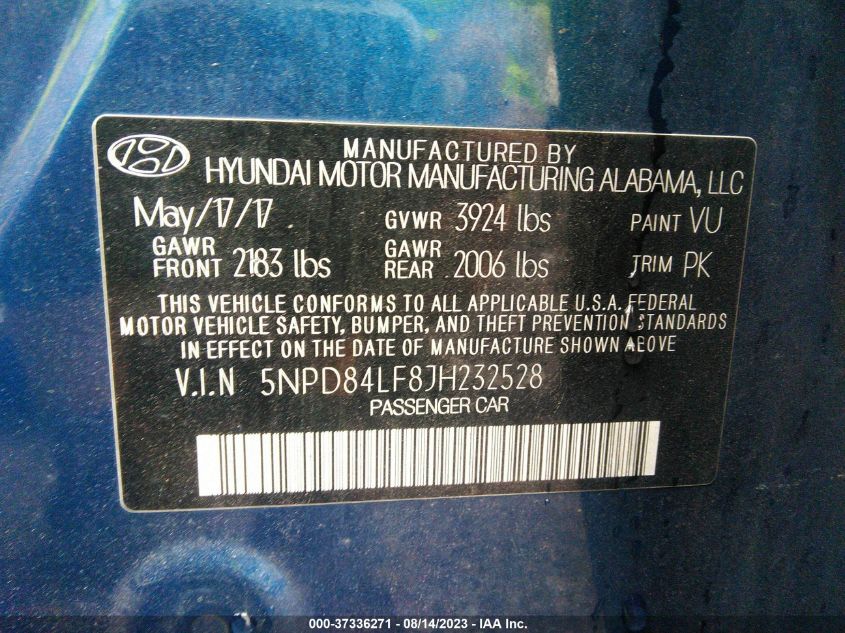 MANUFACTURED BY
HYUNDAI MOTOR MANUFACTURING ALABAMA, LLC
May/17/17 GVWR 3924 lbs PAINT VU
GAWR FRONT 2183 lbs GAWR REAR 2006 lbs TRIM PK
THIS VEHICLE CONFORMS TO ALL APPLICABLE U.S.A. FEDERAL
MOTOR VEHICLE SAFETY, BUMPER, AND THEFT PREVENTION STANDARDS
IN EFFECT ON THE DATE OF MANUFACTURE SHOWN ABOVE
V.I.N 5NPD84LF8JH232528
PASSENGER CAR
000-37336271 - 08/14/2023 - IAA Inc.